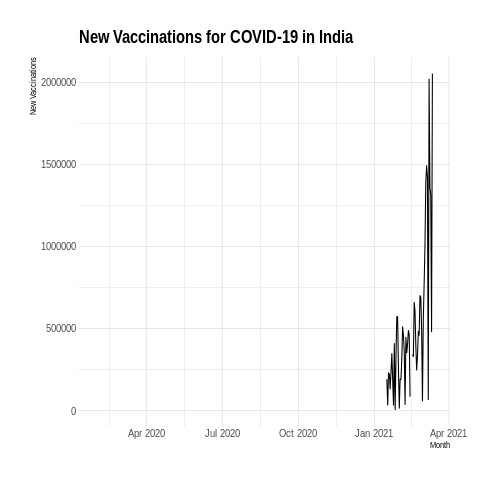 New Vaccinations for COVID-19 in India
New Vaccinations
2000000
1500000
1000000
500000
0
Apr 2020 Jul 2020 Oct 2020 Jan 2021 Apr 2021
Month